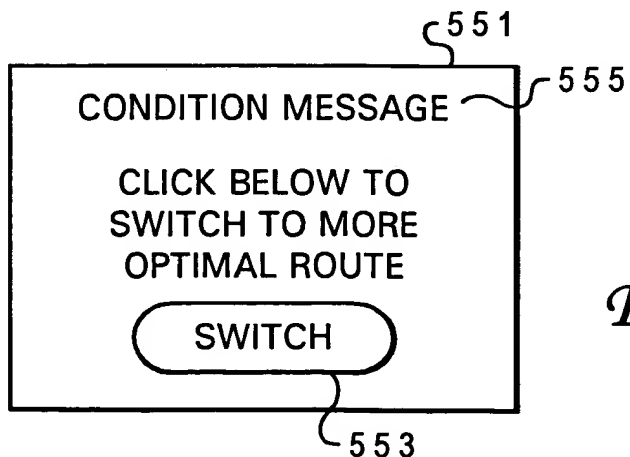 551
CONDITION MESSAGE 555
CLICK BELOW TO
SWITCH TO MORE
OPTIMAL ROUTE
SWITCH
553